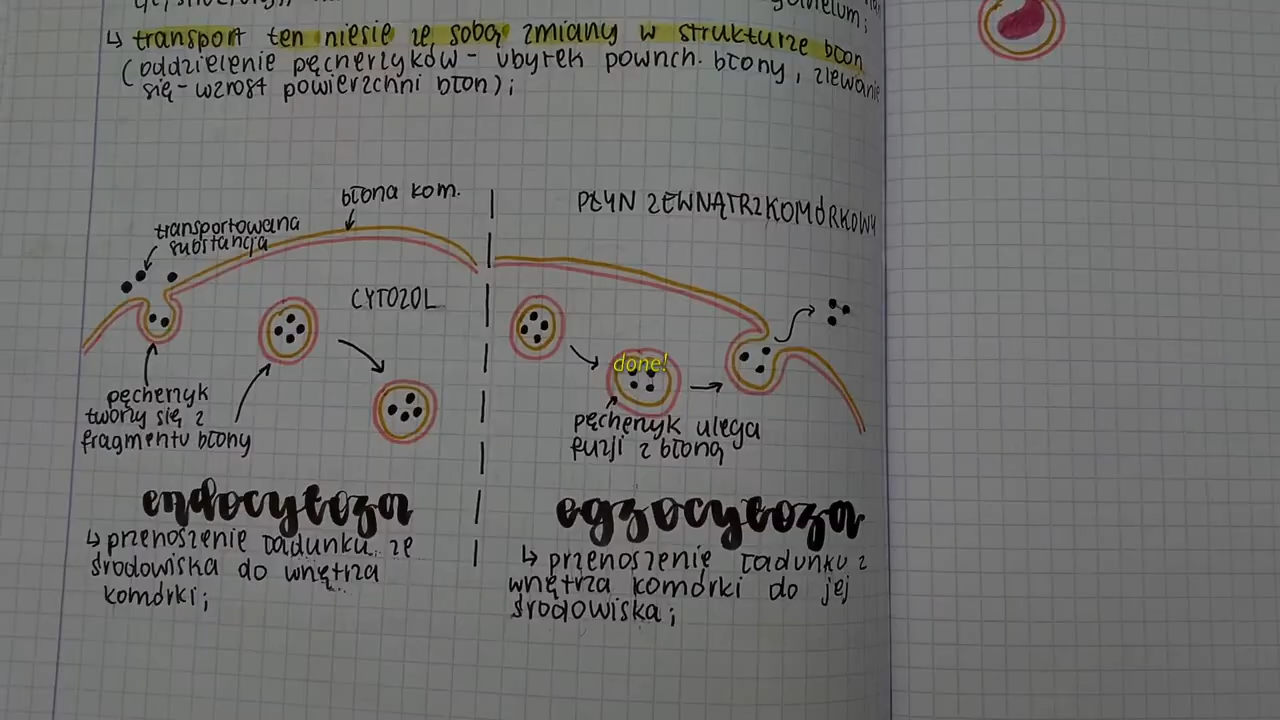 ↳ transport ten niesie ze sobą zmiany w strukturze błon
(oddzielenie pęcherzyków - ubytek powrch. błony, zlewanie
się - wzrost powierzchni błon);
błona kom.
PŁYN ZEWNĄTRZKOMÓRKOWY
transportowana
substancja
CYTOZOL
done!
pęcherzyk
tworzy się z
fragmentu błony
pęcherzyk ulega
fuzji z błoną
endocytoza
↳ przenoszenie ładunku ze
środowiska do wnętrza
komórki;
egzocytoza
↳ przenoszenie ładunku z
wnętrza komórki do jej
środowiska;